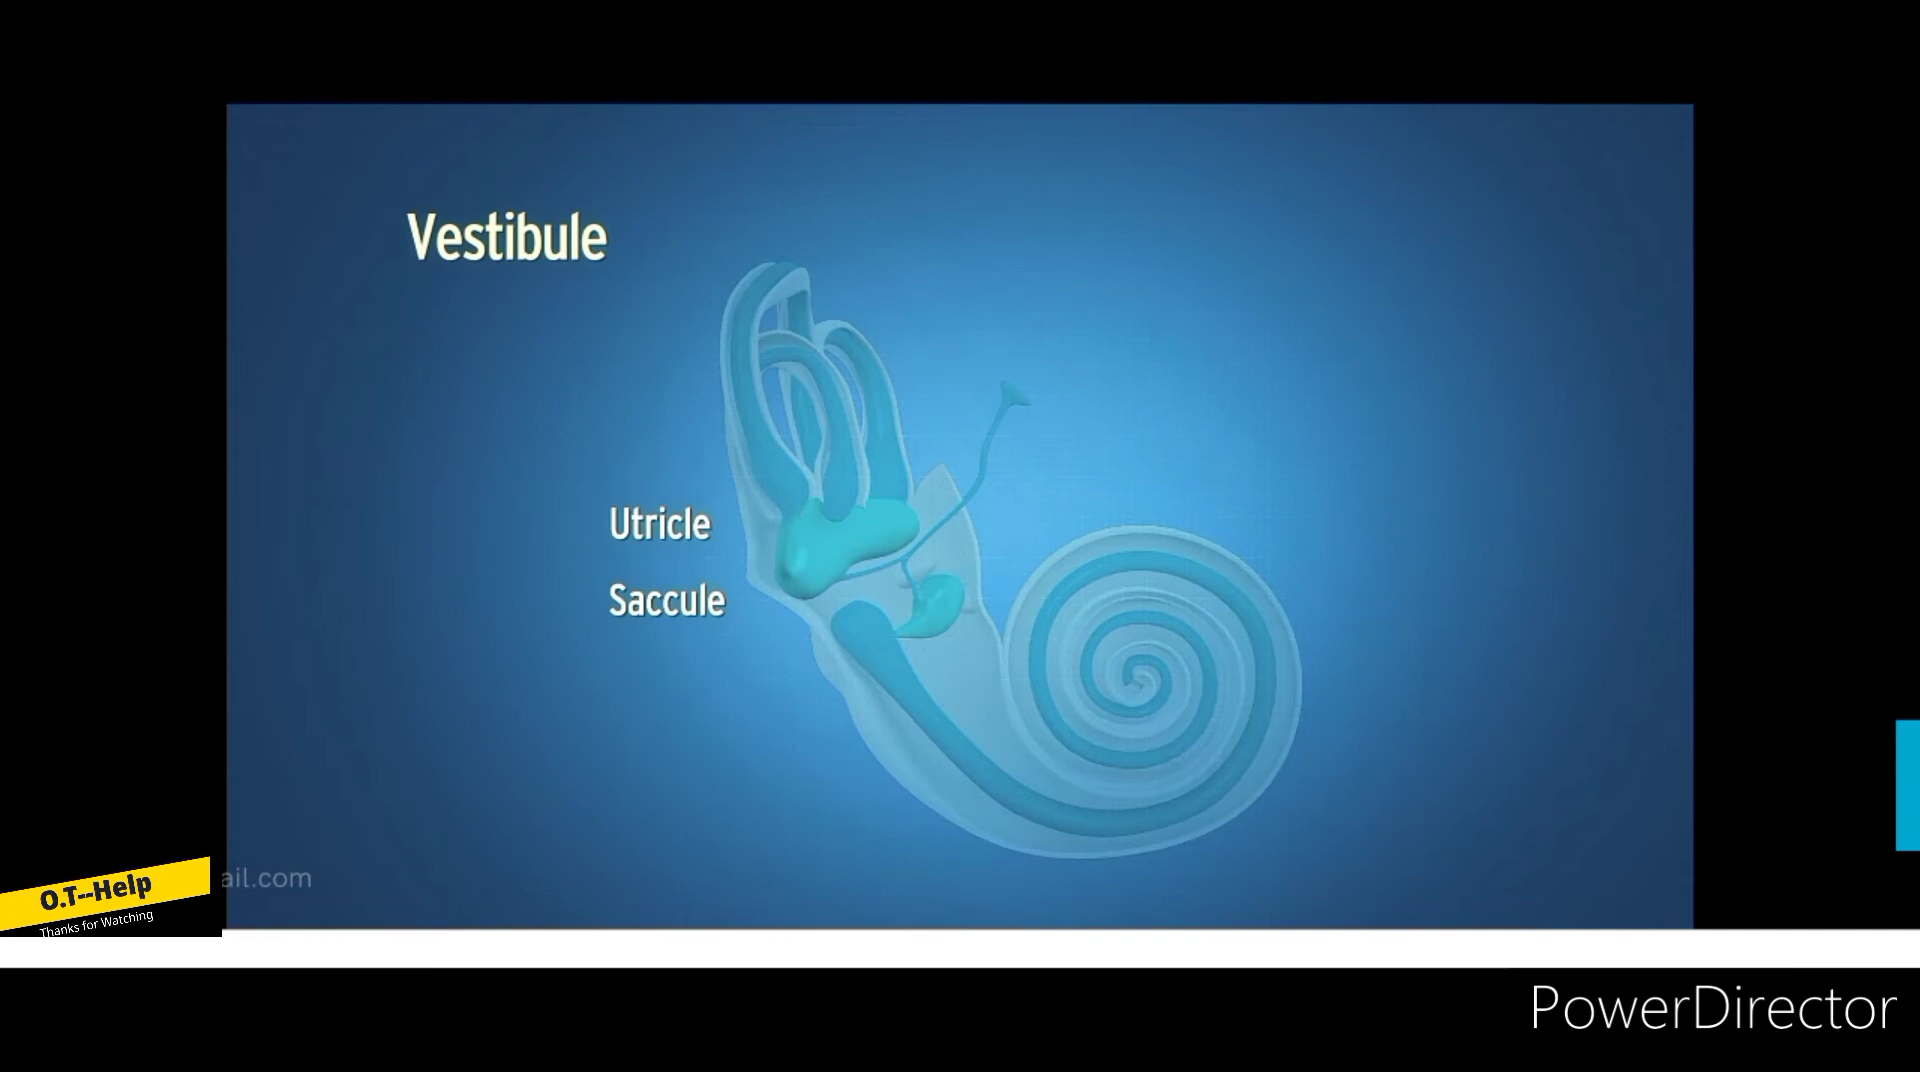 Vestibule
Utricle
Saccule
ail.com
O.T--Help
Thanks for Watching
PowerDirector